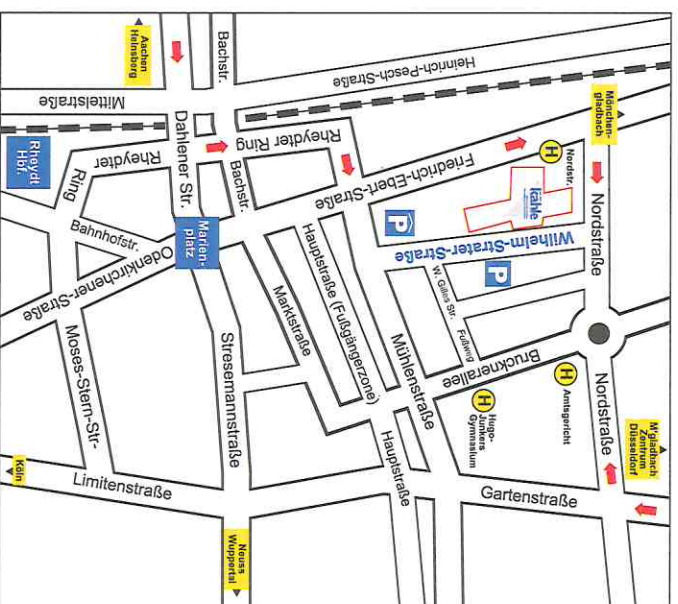 Aachen
Heinsberg
Bachstr.
Heinrich-Pesch-Straße
Mönchen-
gladbach
Mittelstraße
Dahlener Str.
Rheydter Ring
Friedrich-Ebert-Straße
H
Nordstr.
Nordstraße
Rheydt
Hbf.
Rheydter
Ring
Bachstr.
kähle
P
Wilhelm-Strater-Straße
P
Bahnhofstr.
Marien-
platz
Hauptstraße (Fußgängerzone)
W. Gilles Str.
Fußweg
Odenkirchener-Straße
Marktstraße
Mühlenstraße
Brucknerallee
Moses-Stern-Str-
Stresemannstraße
H
Hugo-
Junkers
Gymnasium
H
Amtsgericht
Nordstraße
M'gladbach
Zentrum
Düsseldorf
Hauptstraße
Köln
Limitenstraße
Gartenstraße
Neuss
Wuppertal